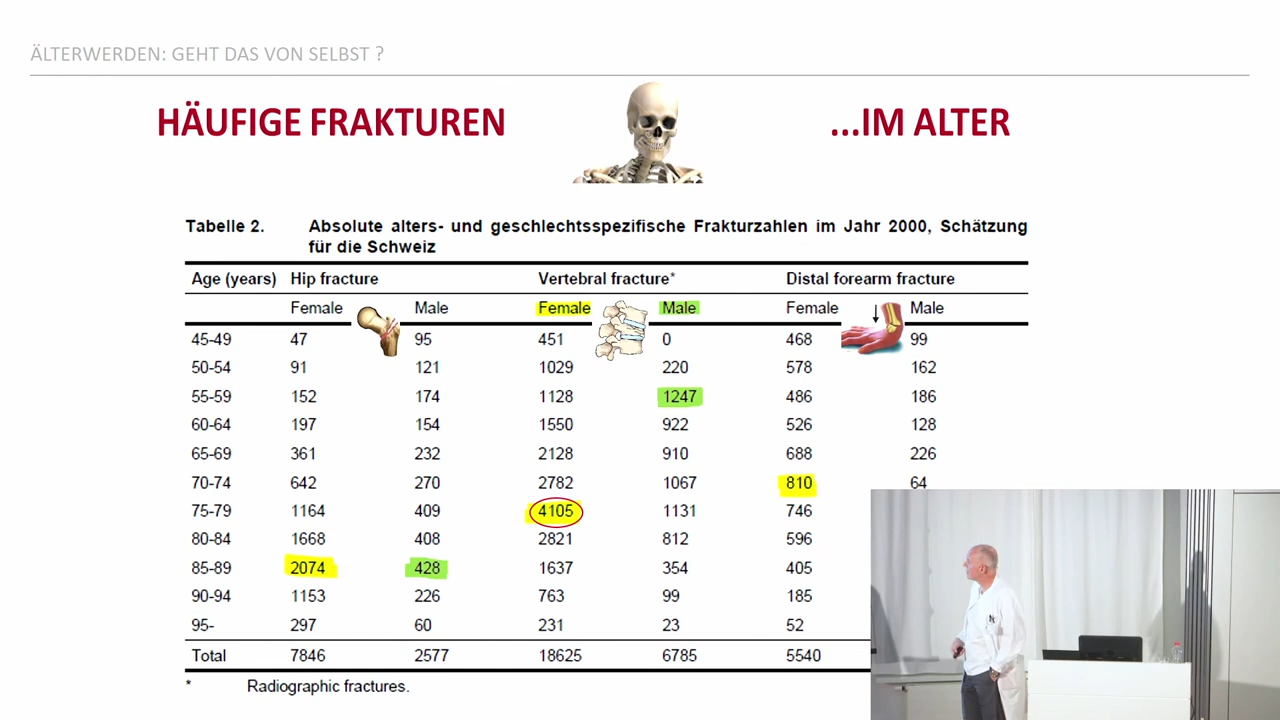 ÄLTERWERDEN: GEHT DAS VON SELBST ?
HÄUFIGE FRAKTUREN ...IM ALTER
Tabelle 2. Absolute alters- und geschlechtsspezifische Frakturzahlen im Jahr 2000, Schätzung
für die Schweiz
Age (years) Hip fracture Vertebral fracture* Distal forearm fracture
Female Male Female Male Female Male
45-49 47 95 451 0 468 99
50-54 91 121 1029 220 578 162
55-59 152 174 1128 1247 486 186
60-64 197 154 1550 922 526 128
65-69 361 232 2128 910 688 226
70-74 642 270 2782 1067 810 64
75-79 1164 409 4105 1131 746
80-84 1668 408 2821 812 596
85-89 2074 428 1637 354 405
90-94 1153 226 763 99 185
95- 297 60 231 23 52
Total 7846 2577 18625 6785 5540
* Radiographic fractures.